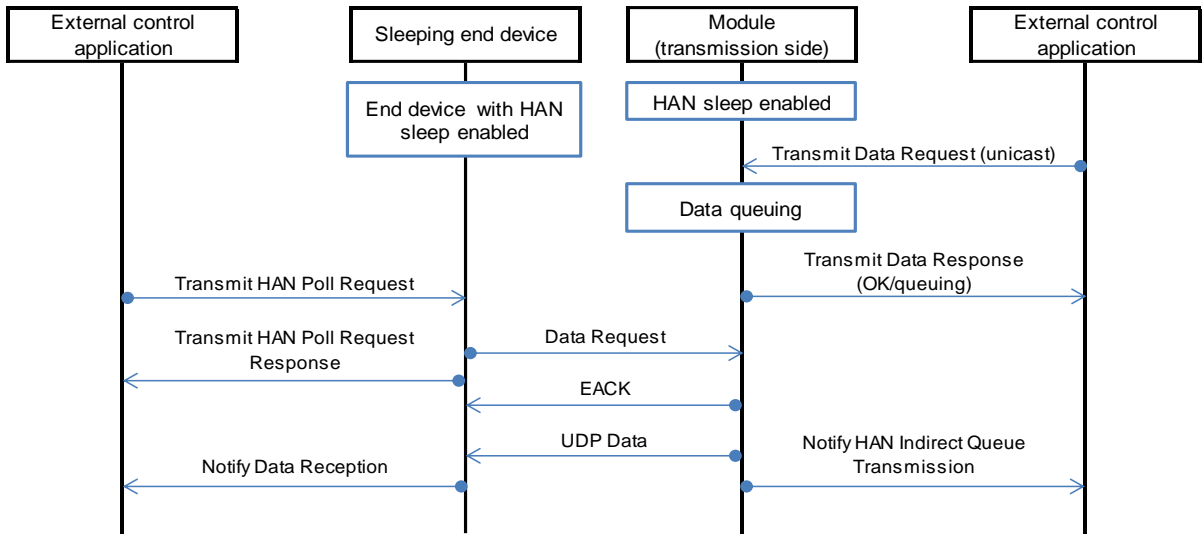 External control
application
Sleeping end device
Module
(transmission side)
External control
application
End device with HAN
sleep enabled
HAN sleep enabled
Transmit Data Request (unicast)
Data queuing
Transmit Data Response
(OK/queuing)
Transmit HAN Poll Request
Transmit HAN Poll Request
Response
Data Request
EACK
UDP Data
Notify HAN Indirect Queue
Transmission
Notify Data Reception